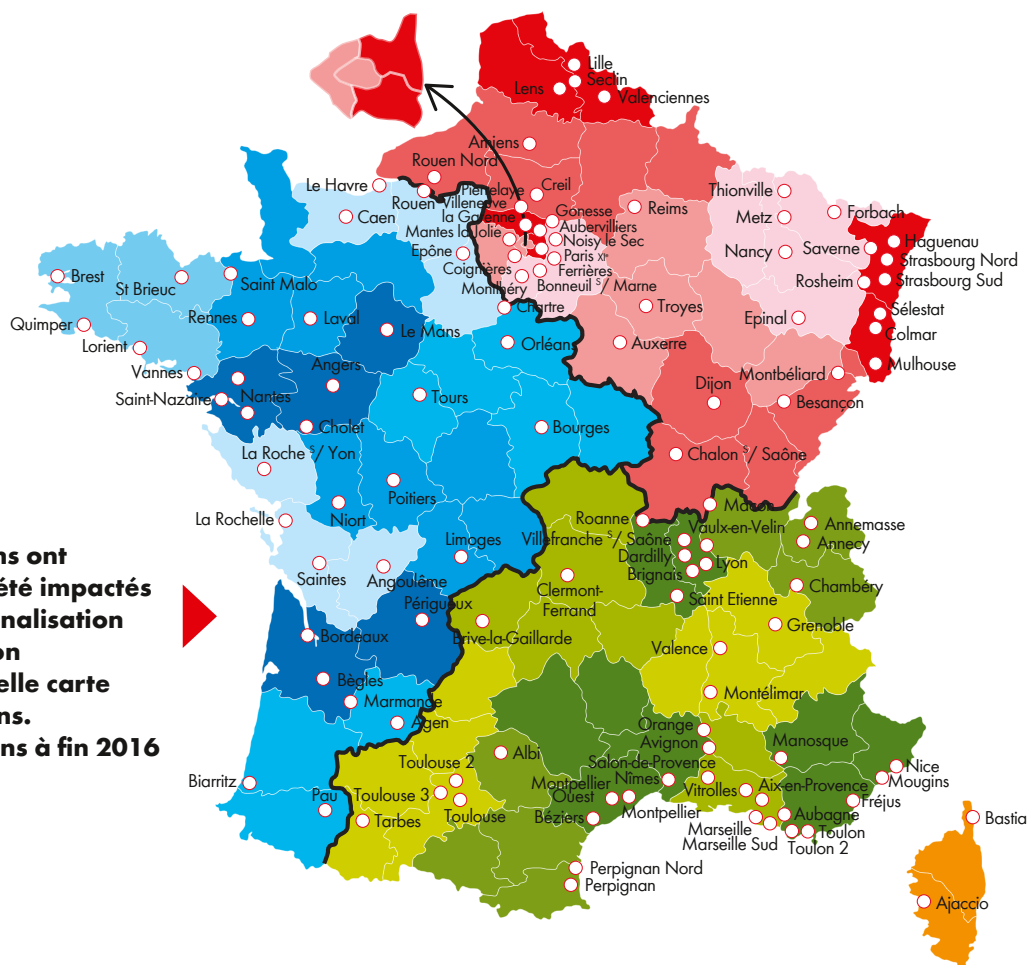 Lille
Seclin
Lens
Valenciennes
Amiens
Rouen Nord
Le Havre
Rouen
Pierrelaye
Creil
Villeneuve
la Garenne
Gonesse
Aubervilliers
Caen
Mantes la Jolie
Noisy le Sec
Epône
Paris XIe
Coignières
Ferrières
Monthéry
Bonneuil S/ Marne
Chartre
Reims
Thionville
Metz
Forbach
Nancy
Saverne
Haguenau
Strasbourg Nord
Rosheim
Strasbourg Sud
Sélestat
Epinal
Colmar
Mulhouse
Troyes
Auxerre
Montbéliard
Dijon
Besançon
Chalon S/ Saône
Macon
Brest
St Brieuc
Saint Malo
Quimper
Rennes
Laval
Le Mans
Lorient
Orléans
Vannes
Angers
Saint-Nazaire
Nantes
Tours
Cholet
Bourges
La Roche S/ Yon
Poitiers
La Rochelle
Niort
Limoges
Saintes
Angoulême
Périgueux
Bordeaux
Bègles
Marmande
Agen
Biarritz
Pau
Roanne
Vaulx-en-Velin
Annemasse
Villefranche S/ Saône
Annecy
Dardilly
Lyon
Brignais
Chambéry
Clermont-
Ferrand
Saint Etienne
Brive-la-Gaillarde
Grenoble
Valence
Montélimar
Orange
Avignon
Manosque
Albi
Salon-de-Provence
Nice
Toulouse 2
Montpellier
Ouest
Nîmes
Mougins
Toulouse 3
Vitrolles
Aix-en-Provence
Toulouse
Montpellier
Fréjus
Tarbes
Béziers
Aubagne
Marseille
Toulon
Marseille Sud
Toulon 2
Perpignan Nord
Perpignan
Bastia
Ajaccio
ns ont
été impactés
nalisation
on
elle carte
ns.
ns à fin 2016